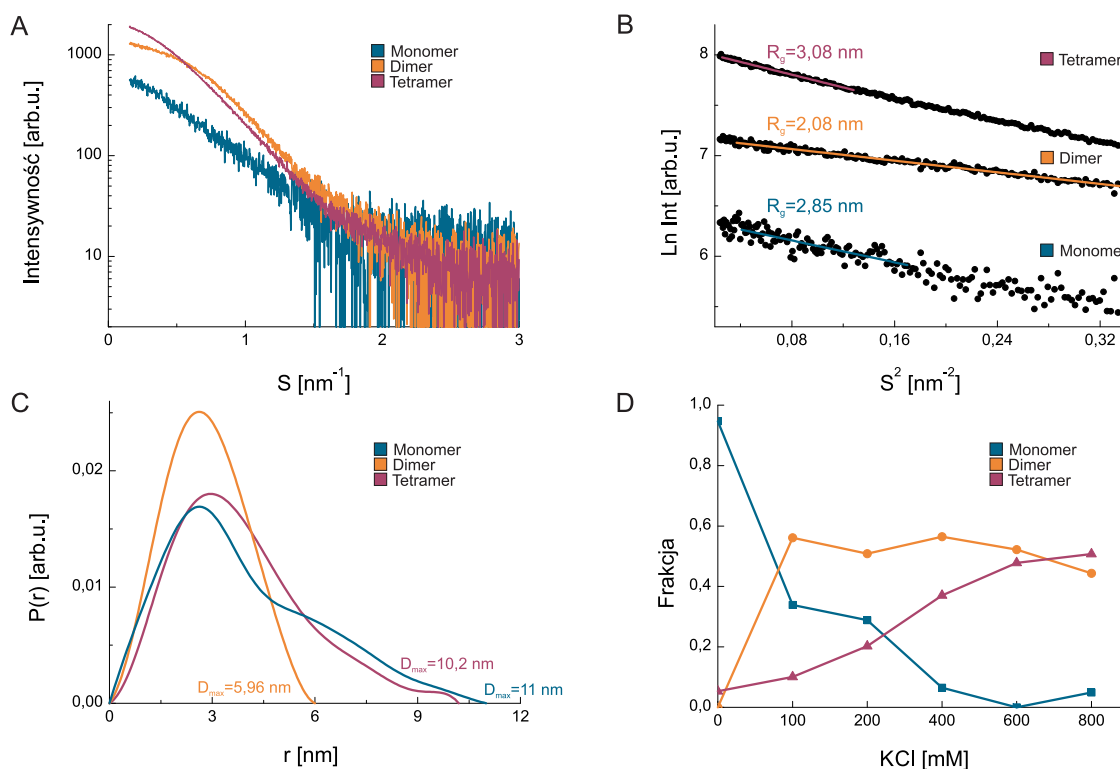 A
Intensywność [arb.u.]
1000
100
10
0
1
2
3
S [nm⁻¹]
Monomer
Dimer
Tetramer
B
Ln Int [arb.u.]
8
7
6
0,08
0,16
0,24
0,32
S² [nm⁻²]
Rg=3,08 nm
Rg=2,08 nm
Rg=2,85 nm
Tetramer
Dimer
Monomer
C
P(r) [arb.u.]
0,02
0,01
0,00
0
3
6
9
12
r [nm]
Monomer
Dimer
Tetramer
Dmax=10,2 nm
Dmax=5,96 nm
Dmax=11 nm
D
Frakcja
1,0
0,8
0,6
0,4
0,2
0,0
0
100
200
400
600
800
KCl [mM]
Monomer
Dimer
Tetramer